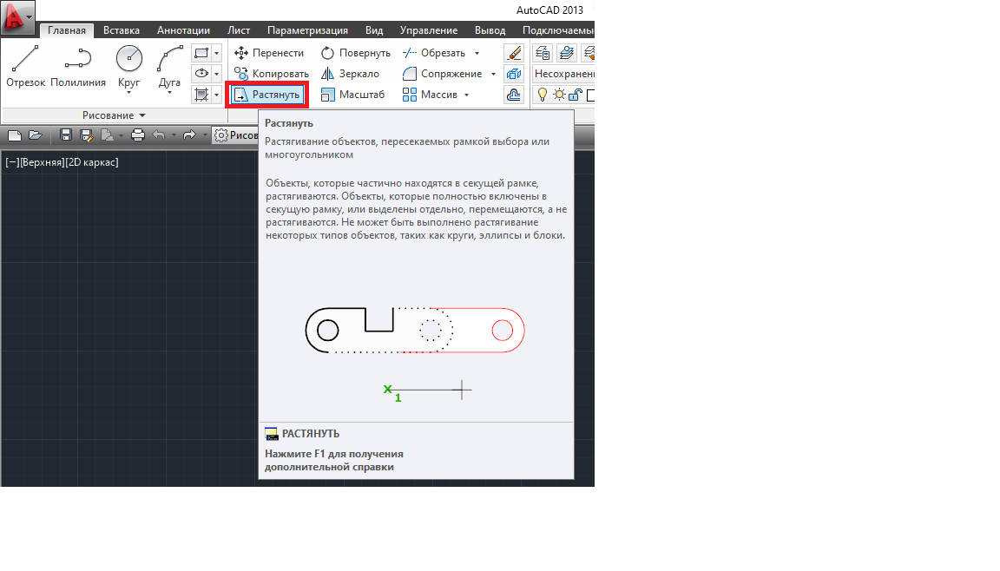 AutoCAD 2013
Главная Вставка Аннотации Лист Параметризация Вид Управление Вывод Подключаемы
Перенести Повернуть Обрезать
Копировать Зеркало Сопряжение Несохранен
Отрезок Полилиния Круг Дуга
Растянуть Масштаб Массив
Рисование
Рисов
[−][Верхняя][2D каркас]
Растянуть
Растягивание объектов, пересекаемых рамкой выбора или
многоугольником
Объекты, которые частично находятся в секущей рамке,
растягиваются. Объекты, которые полностью включены в
секущую рамку, или выделены отдельно, перемещаются, а не
растягиваются. Не может быть выполнено растягивание
некоторых типов объектов, таких как круги, эллипсы и блоки.
x
1
РАСТЯНУТЬ
Нажмите F1 для получения
дополнительной справки